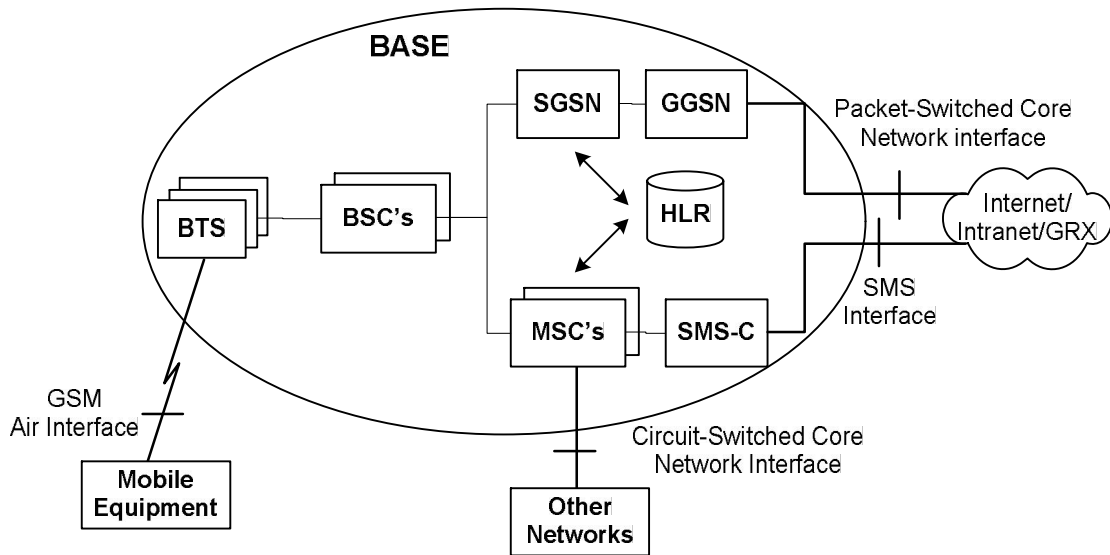 BASE
SGSN
GGSN
Packet-Switched Core
Network interface
BTS
BSC's
HLR
Internet/
Intranet/GRX
MSC's
SMS-C
SMS
Interface
GSM
Air Interface
Circuit-Switched Core
Network Interface
Mobile
Equipment
Other
Networks